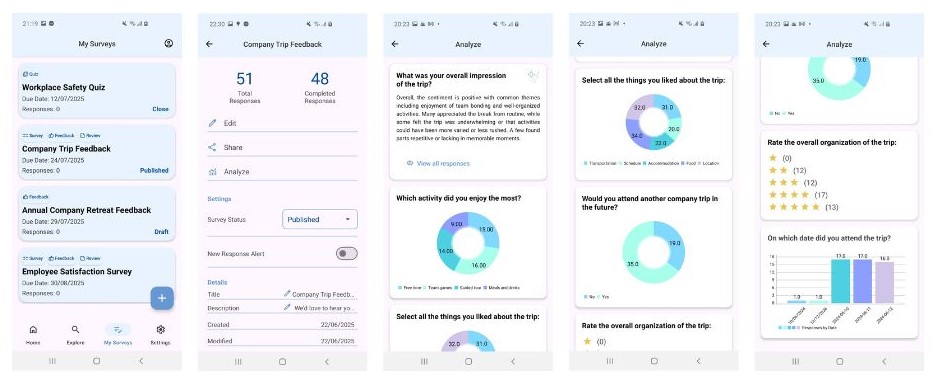 21:19
My Surveys
Quiz
Workplace Safety Quiz
Due Date: 12/07/2025
Responses: 0
Close
Survey Feedback Review
Company Trip Feedback
Due Date: 24/07/2025
Responses: 0
Published
Feedback
Annual Company Retreat Feedback
Due Date: 29/07/2025
Responses: 0
Draft
Survey Feedback Review
Employee Satisfaction Survey
Due Date: 30/08/2025
Responses: 0
+
Home
Explore
My Surveys
Settings
22:30
Company Trip Feedback
51
48
Total
Responses
Completed
Responses
Edit
Share
Analyze
Settings
Survey Status
Published
New Response Alert
Details
Title
Company Trip Feedb...
Description
We'd love to hear yo...
Created
22/06/2025
Modified
22/06/2025
20:23
Analyze
What was your overall impression
of the trip?
Overall, the sentiment is positive with common themes
including enjoyment of team bonding and well-organized
activities. Many appreciated the break from routine, while
some felt the trip was underwhelming or that activities
could have been more varied or less rushed. A few found
parts repetitive or lacking in memorable moments.
View all responses
Which activity did you enjoy the most?
9.00
15.00
14.00
16.00
Free time Team games Guided tour Meals and drinks
Select all the things you liked about the trip:
32.0
31.0
20:23
Analyze
Select all the things you liked about the trip:
32.0
31.0
20.0
34.0
22.0
Transportation Schedule Accommodation Food Location
Would you attend another company trip in
the future?
19.0
35.0
No Yes
Rate the overall organization of the trip:
(0)
20:23
Analyze
19.0
35.0
No Yes
Rate the overall organization of the trip:
(0)
(12)
(12)
(17)
(13)
On which date did you attend the trip?
17.0
17.0
16.0
1.0
1.0
Responses by Date